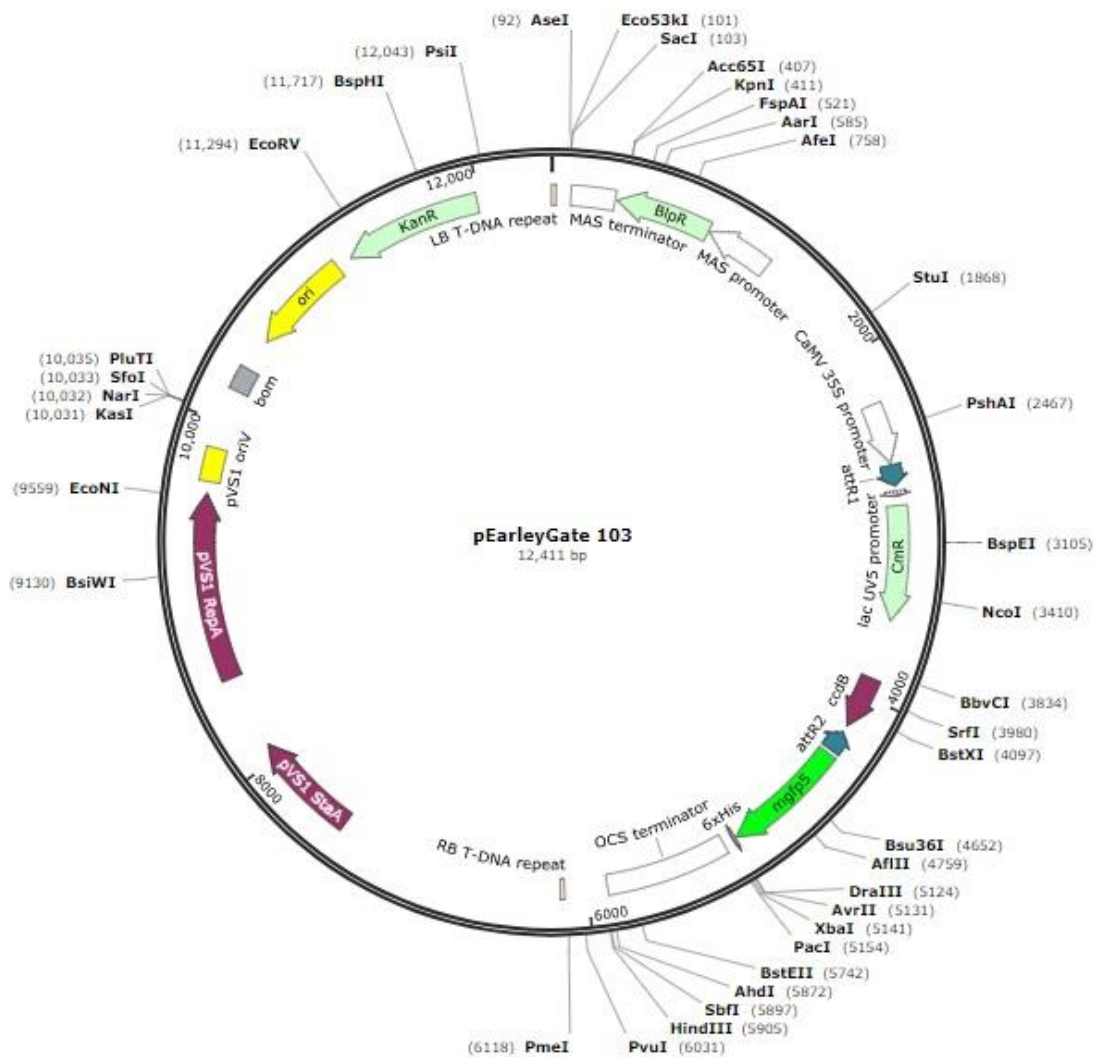 (92) AseI
Eco53kI (101)
SacI (103)
Acc65I (407)
KpnI (411)
FspAI (521)
AarI (585)
AfeI (758)
StuI (1868)
PshAI (2467)
BspEI (3105)
NcoI (3410)
BbvCI (3834)
SrfI (3980)
BstXI (4097)
Bsu36I (4652)
AflII (4759)
DraIII (5124)
AvrII (5131)
XbaI (5141)
PacI (5154)
BstEII (5742)
AhdI (5872)
SbfI (5897)
HindIII (5905)
PvuI (6031)
(6118) PmeI
(9130) BsiWI
(9559) EcoNI
(10,031) KasI
(10,032) NarI
(10,033) SfoI
(10,035) PluTI
(11,294) EcoRV
(11,717) BspHI
(12,043) PsiI
2000
4000
6000
8000
10,000
12,000
LB T-DNA repeat
MAS terminator
BlpR
MAS promoter
CaMV 35S promoter
attR1
lac UV5 promoter
CmR
ccdB
attR2
mgfp5
6xHis
OCS terminator
RB T-DNA repeat
pVS1 StaA
pVS1 RepA
pVS1 oriV
bom
ori
KanR
pEarleyGate 103
12,411 bp